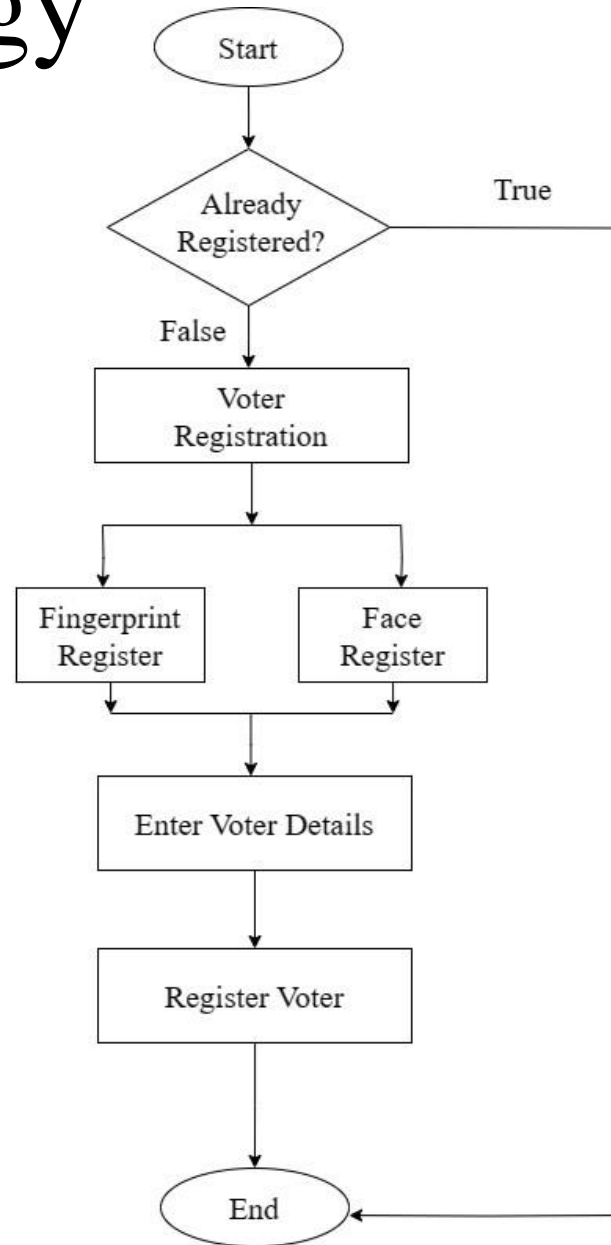 gy
Start
Already
Registered?
True
False
Voter
Registration
Fingerprint
Register
Face
Register
Enter Voter Details
Register Voter
End